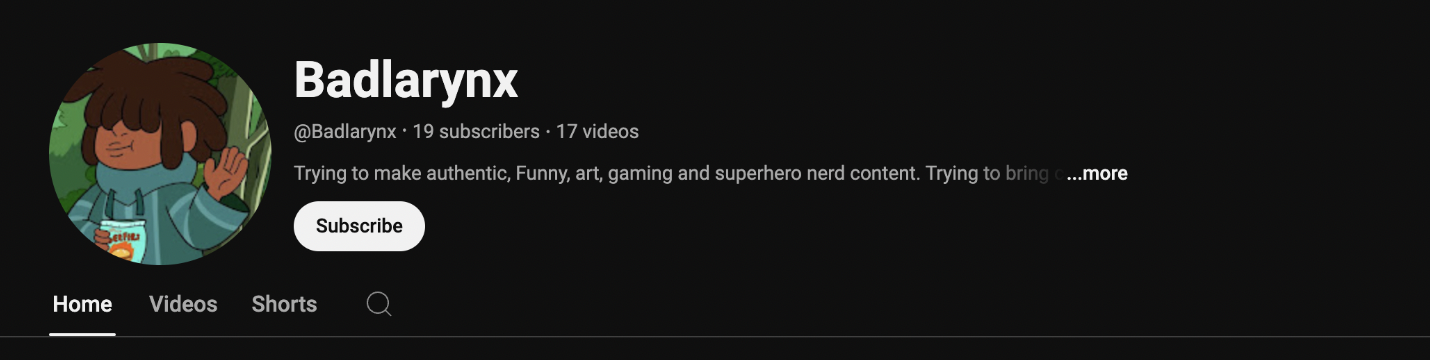 Badlarynx
@Badlarynx · 19 subscribers · 17 videos
Trying to make authentic, Funny, art, gaming and superhero nerd content. Trying to bring ...more
Subscribe
Home Videos Shorts